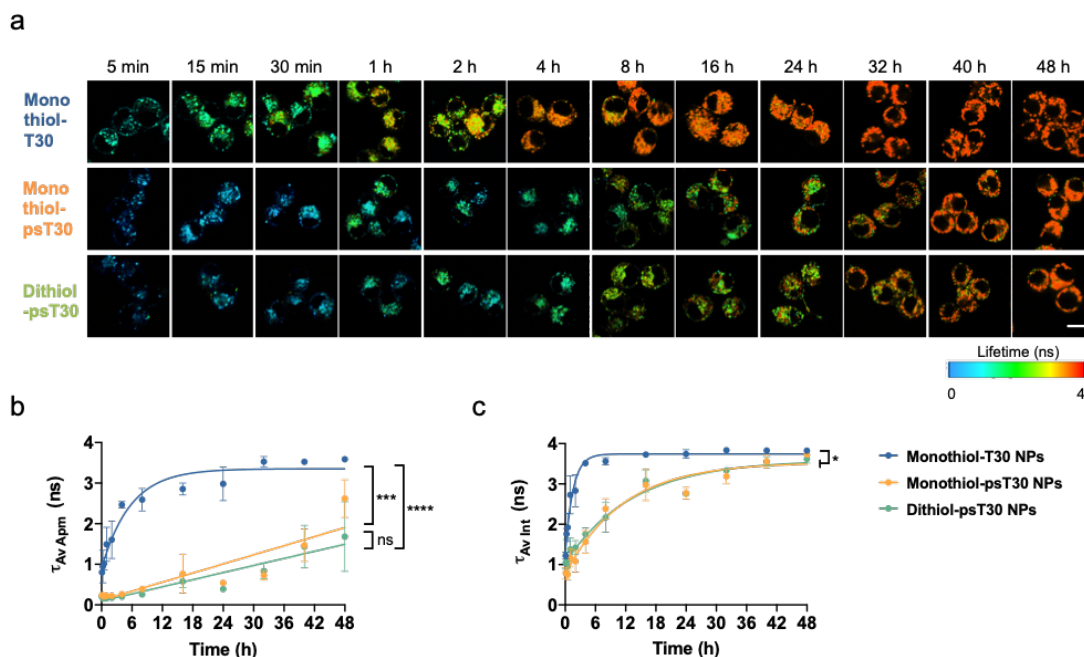 a
5 min 15 min 30 min 1 h 2 h 4 h 8 h 16 h 24 h 32 h 40 h 48 h
Mono
thiol-
T30
Mono
thiol-
psT30
Dithiol
-psT30
Lifetime (ns)
0 4
b
4
3
2
1
0
τAv Apm (ns)
0 6 12 18 24 30 36 42 48
Time (h)
***
****
ns
c
4
3
2
1
0
τAv Int (ns)
0 6 12 18 24 30 36 42 48
Time (h)
*
Monothiol-T30 NPs
Monothiol-psT30 NPs
Dithiol-psT30 NPs